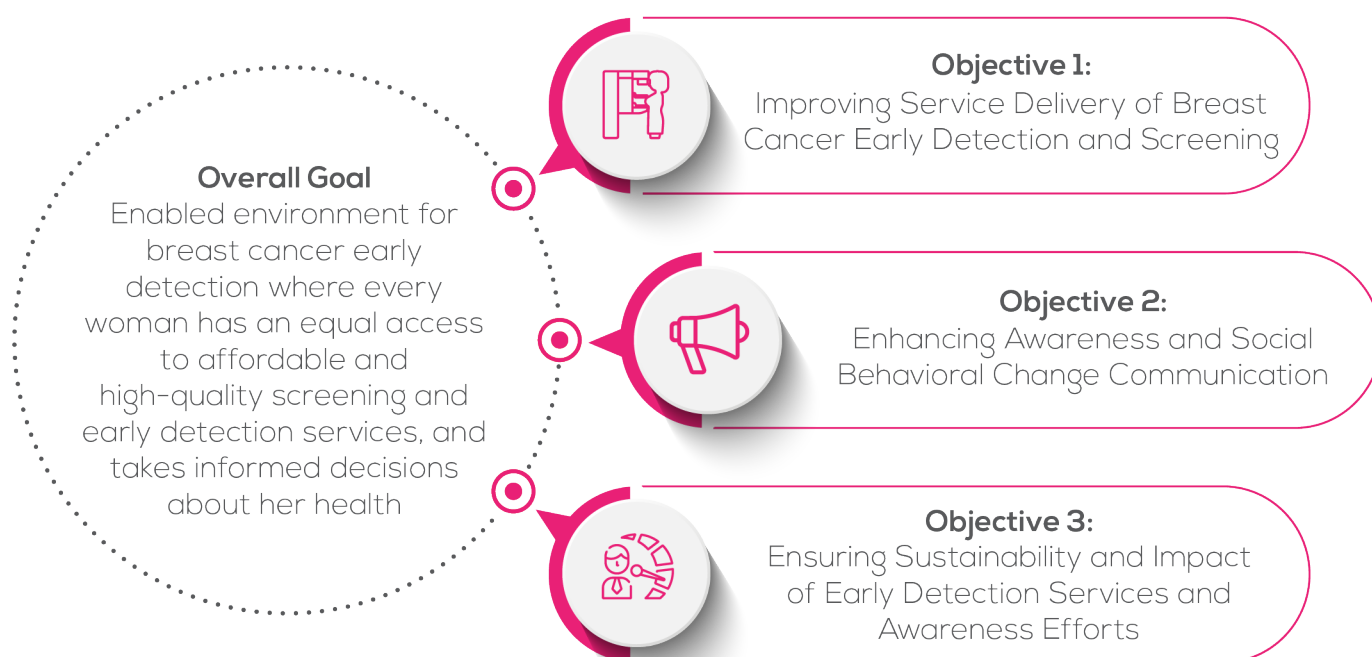 Overall Goal
Enabled environment for
breast cancer early
detection where every
woman has an equal access
to affordable and
high-quality screening and
early detection services, and
takes informed decisions
about her health
Objective 1:
Improving Service Delivery of Breast
Cancer Early Detection and Screening
Objective 2:
Enhancing Awareness and Social
Behavioral Change Communication
Objective 3:
Ensuring Sustainability and Impact
of Early Detection Services and
Awareness Efforts